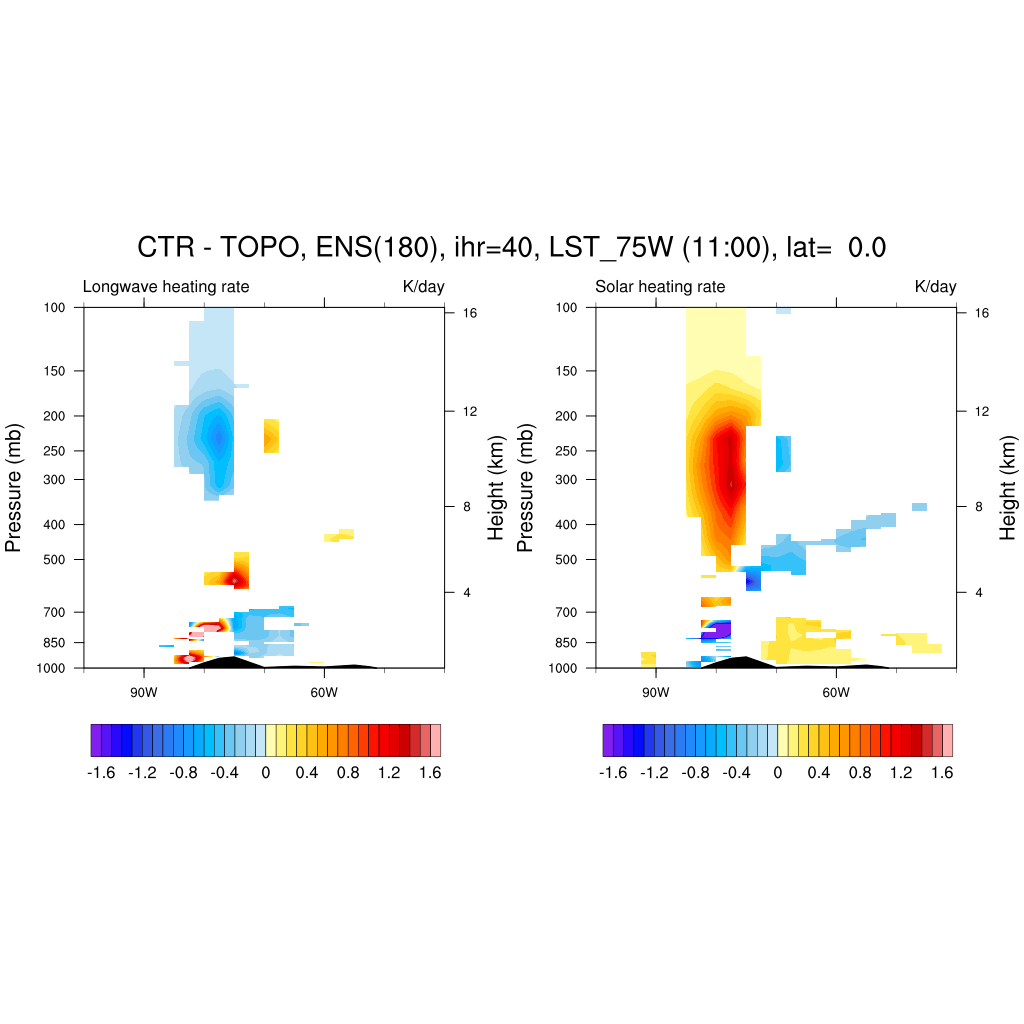 CTR - TOPO, ENS(180), ihr=40, LST_75W (11:00), lat=  0.0
Longwave heating rate K/day
Solar heating rate K/day
Pressure (mb)
100
150
200
250
300
400
500
700
850
1000
16
12
8
4
Height (km)
90W 60W
-1.6 -1.2 -0.8 -0.4 0 0.4 0.8 1.2 1.6
Pressure (mb)
100
150
200
250
300
400
500
700
850
1000
16
12
8
4
Height (km)
90W 60W
-1.6 -1.2 -0.8 -0.4 0 0.4 0.8 1.2 1.6